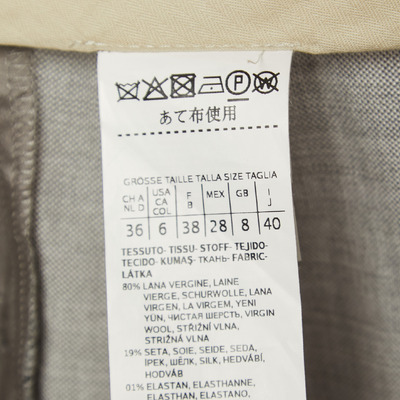 P W
あて布使用
GRÖSSE TAILLE TALLA SIZE TAGLIA
CH A NL D USA CA COL F B MEX GB I J
36 6 38 28 8 40
TESSUTO-TISSU-STOFF-TEJIDO-
TECIDO-KUMAŞ-ТКАНЬ-FABRIC-
LÁTKA
80% LANA VERGINE, LAINE
VIERGE, SCHURWOLLE, LANA
VIRGEN, LA VIRGEM, YENI
YÜN, ЧИСТАЯ ШЕРСТЬ, VIRGIN
WOOL, STŘIŽNÍ VLNA,
STRIŽNÁ VLNA
19% SETA, SOIE, SEIDE, SEDA,
İPEK, ШЁЛК, SILK, HEDVÁBÍ,
HODVÁB
01% ELASTAN, ELASTHANNE,
ELASTHAN, ELASTANO,